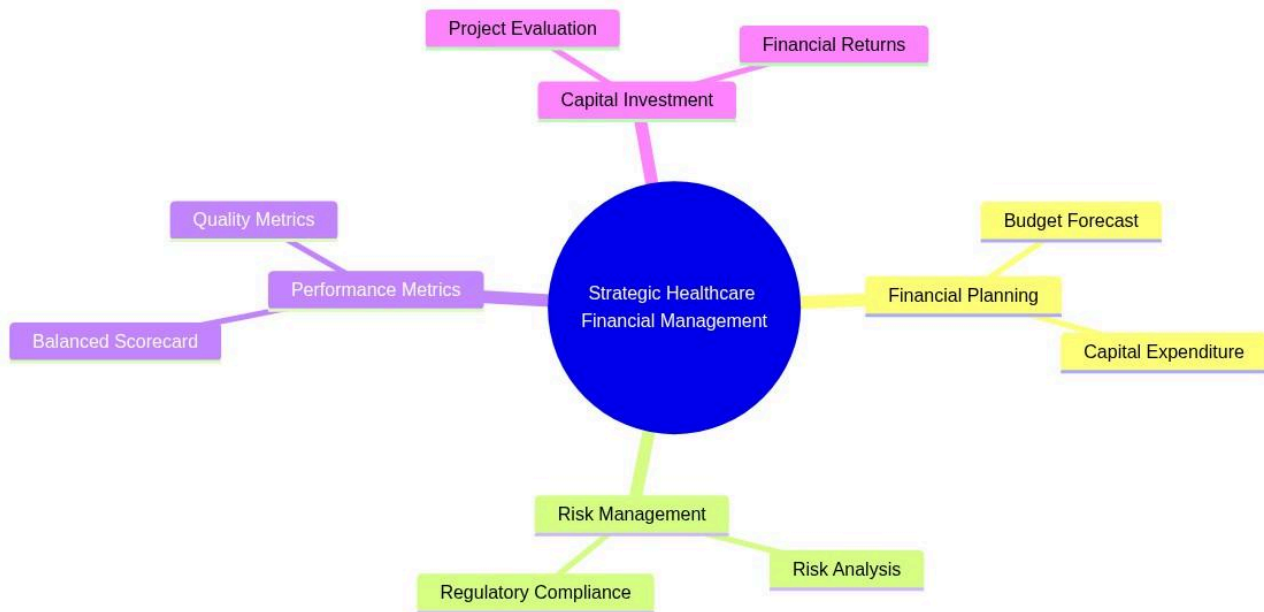 Project Evaluation
Financial Returns
Capital Investment
Quality Metrics
Budget Forecast
Performance Metrics
Strategic Healthcare
Financial Management
Financial Planning
Balanced Scorecard
Capital Expenditure
Risk Management
Risk Analysis
Regulatory Compliance